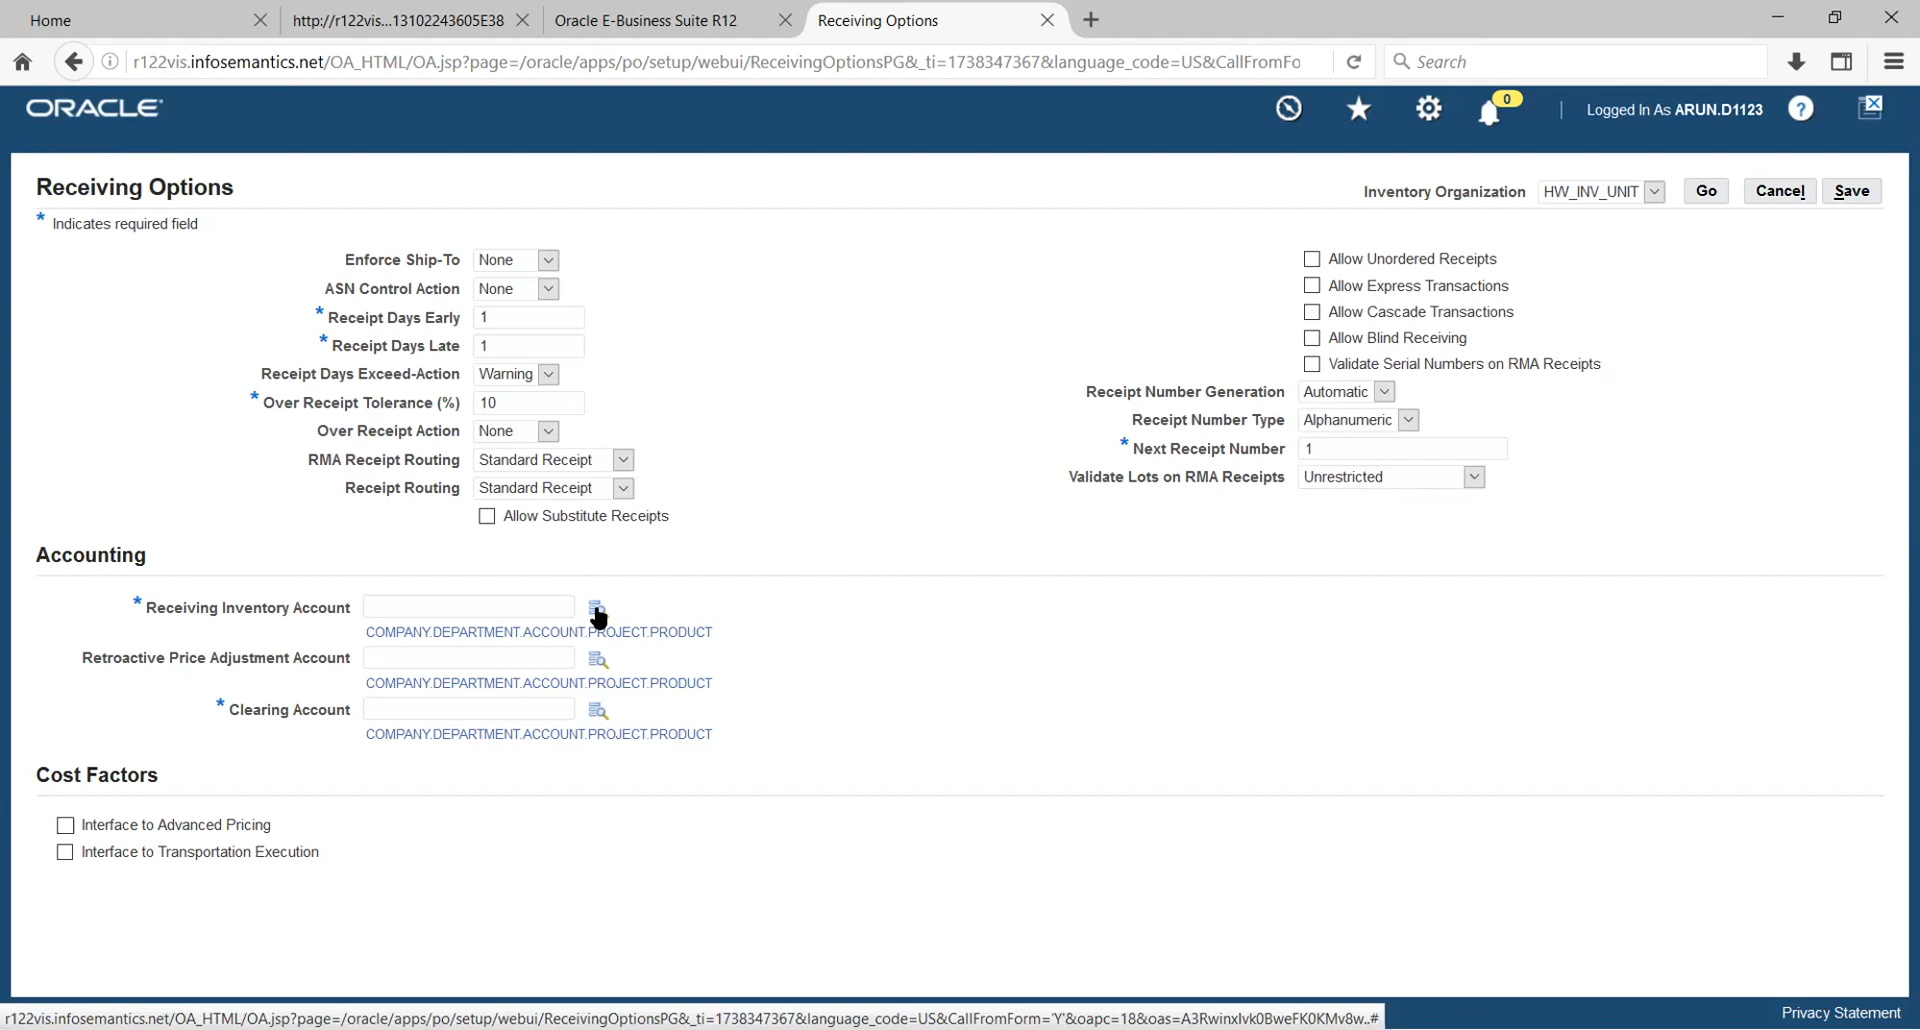 Home
http://r122vis...13102243605E38
Oracle E-Business Suite R12
Receiving Options
r122vis.infosemantics.net/OA_HTML/OA.jsp?page=/oracle/apps/po/setup/webui/ReceivingOptionsPG&_ti=1738347367&language_code=US&CallFromFo
Search
ORACLE
0
Logged In As ARUN.D1123
Receiving Options
Inventory Organization HW_INV_UNIT Go Cancel Save
* Indicates required field
Enforce Ship-To None
ASN Control Action None
* Receipt Days Early 1
* Receipt Days Late 1
Receipt Days Exceed-Action Warning
* Over Receipt Tolerance (%) 10
Over Receipt Action None
RMA Receipt Routing Standard Receipt
Receipt Routing Standard Receipt
Allow Substitute Receipts
Allow Unordered Receipts
Allow Express Transactions
Allow Cascade Transactions
Allow Blind Receiving
Validate Serial Numbers on RMA Receipts
Receipt Number Generation Automatic
Receipt Number Type Alphanumeric
* Next Receipt Number 1
Validate Lots on RMA Receipts Unrestricted
Accounting
* Receiving Inventory Account
COMPANY.DEPARTMENT.ACCOUNT.PROJECT.PRODUCT
Retroactive Price Adjustment Account
COMPANY.DEPARTMENT.ACCOUNT.PROJECT.PRODUCT
* Clearing Account
COMPANY.DEPARTMENT.ACCOUNT.PROJECT.PRODUCT
Cost Factors
Interface to Advanced Pricing
Interface to Transportation Execution
r122vis.infosemantics.net/OA_HTML/OA.jsp?page=/oracle/apps/po/setup/webui/ReceivingOptionsPG&_ti=1738347367&language_code=US&CallFromForm='Y'&oapc=18&oas=A3Rwinxlvk0BweFK0KMv8w..#
Privacy Statement